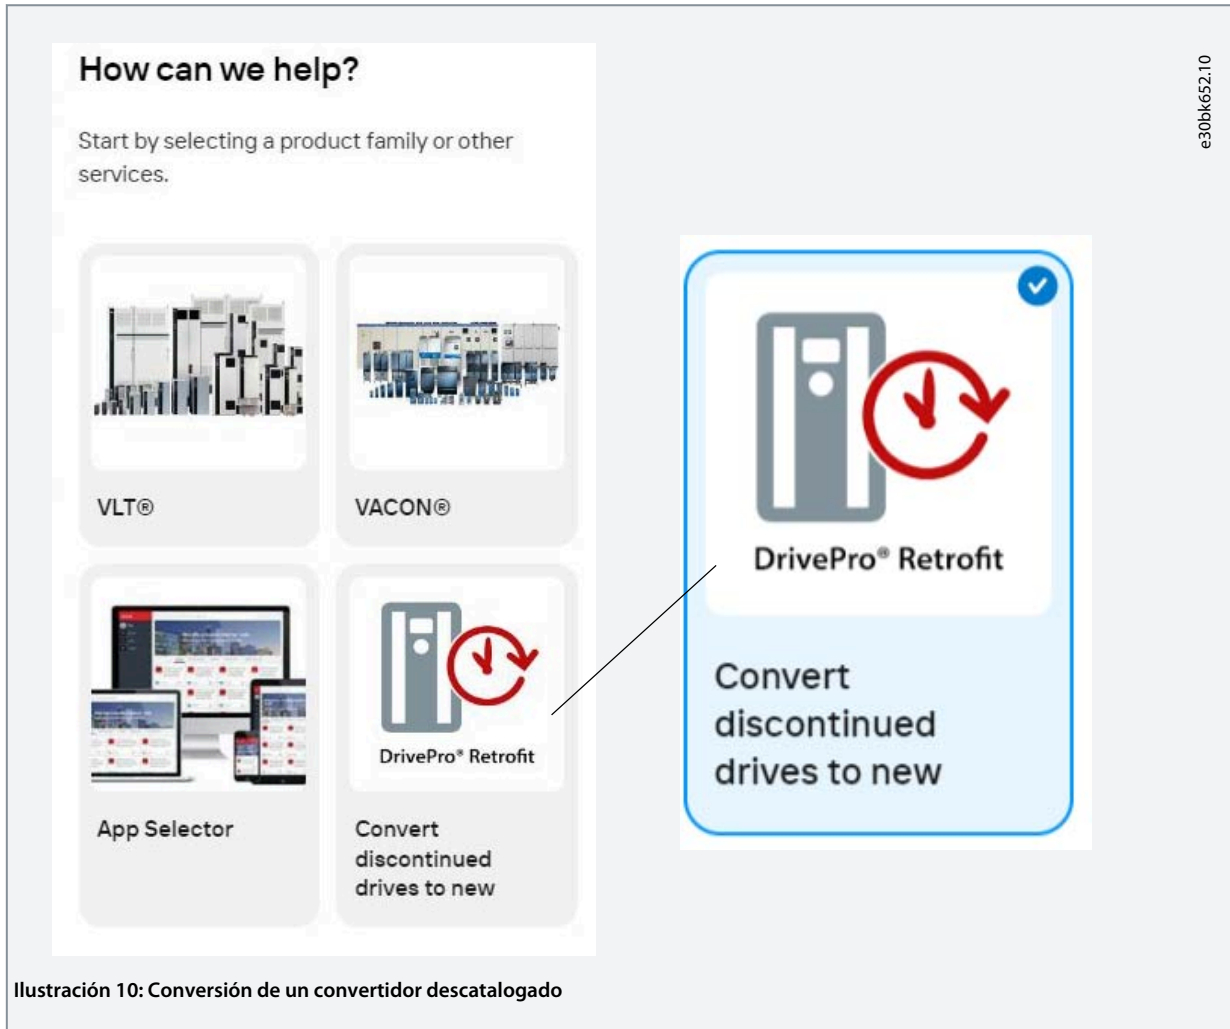 How can we help?
Start by selecting a product family or other
services.
VLT®
VACON®
DrivePro® Retrofit
App Selector
Convert
discontinued
drives to new
DrivePro® Retrofit
Convert
discontinued
drives to new
e30bk652.10
Ilustración 10: Conversión de un convertidor descatalogado